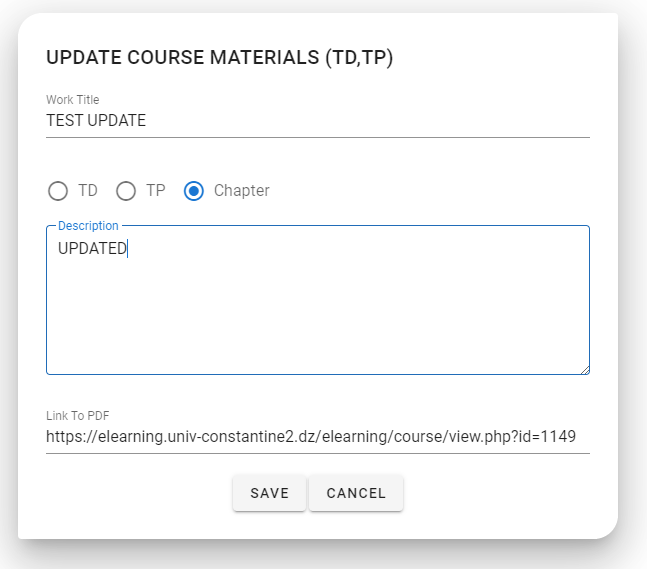 UPDATE COURSE MATERIALS (TD,TP)
Work Title
TEST UPDATE
TD TP Chapter
Description
UPDATED
Link To PDF
https://elearning.univ-constantine2.dz/elearning/course/view.php?id=1149
SAVE CANCEL